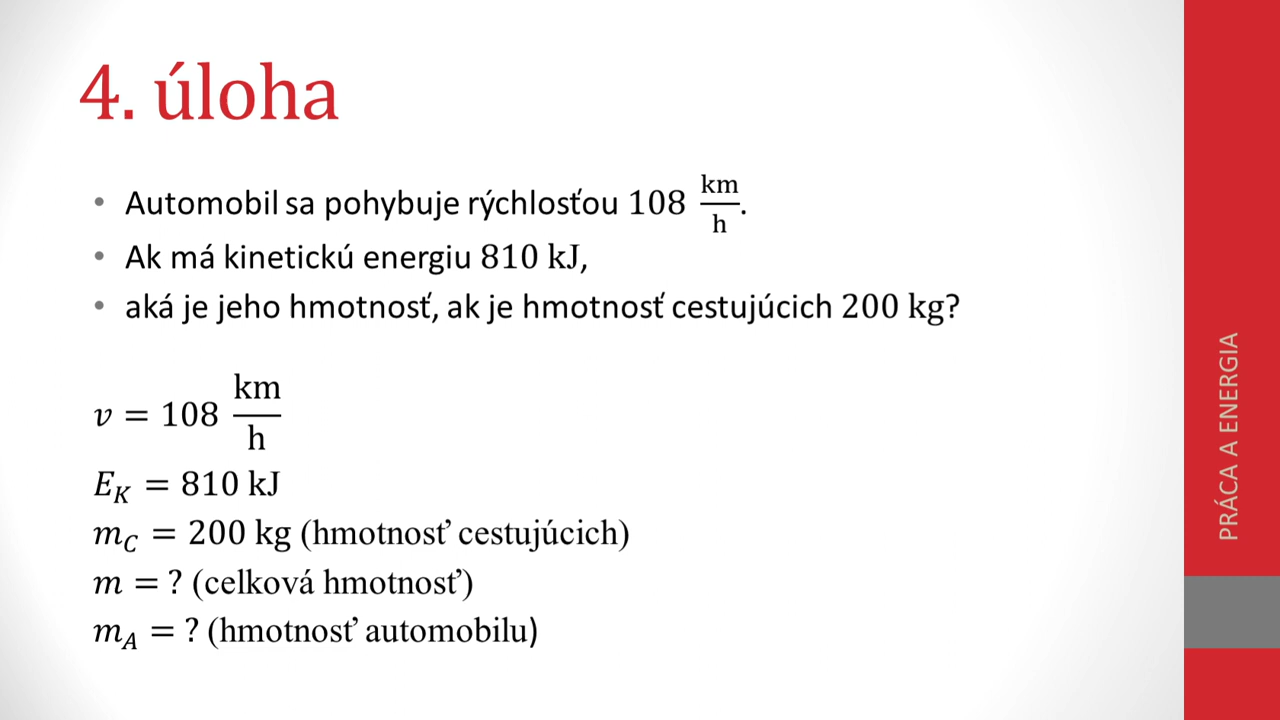 4. úloha
• Automobil sa pohybuje rýchlosťou 108 km/h.
• Ak má kinetickú energiu 810 kJ,
• aká je jeho hmotnosť, ak je hmotnosť cestujúcich 200 kg?
v = 108 km/h
E_K = 810 kJ
m_C = 200 kg (hmotnosť cestujúcich)
m = ? (celková hmotnosť)
m_A = ? (hmotnosť automobilu)
PRÁCA A ENERGIA